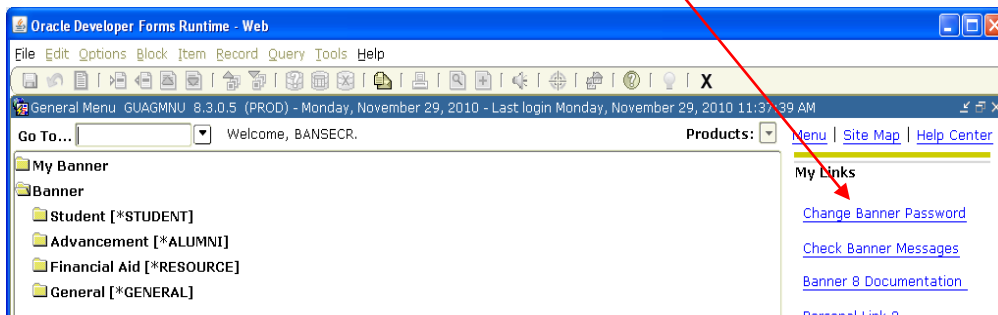 Oracle Developer Forms Runtime - Web
File Edit Options Block Item Record Query Tools Help
X
General Menu GUAGMNU 8.3.0.5 (PROD) - Monday, November 29, 2010 - Last login Monday, November 29, 2010 11:37:39 AM
Go To... Welcome, BANSECR. Products: Menu | Site Map | Help Center
My Banner
My Links
Banner
Student [*STUDENT]
Change Banner Password
Advancement [*ALUMNI]
Check Banner Messages
Financial Aid [*RESOURCE]
Banner 8 Documentation
General [*GENERAL]
Personal Link 8